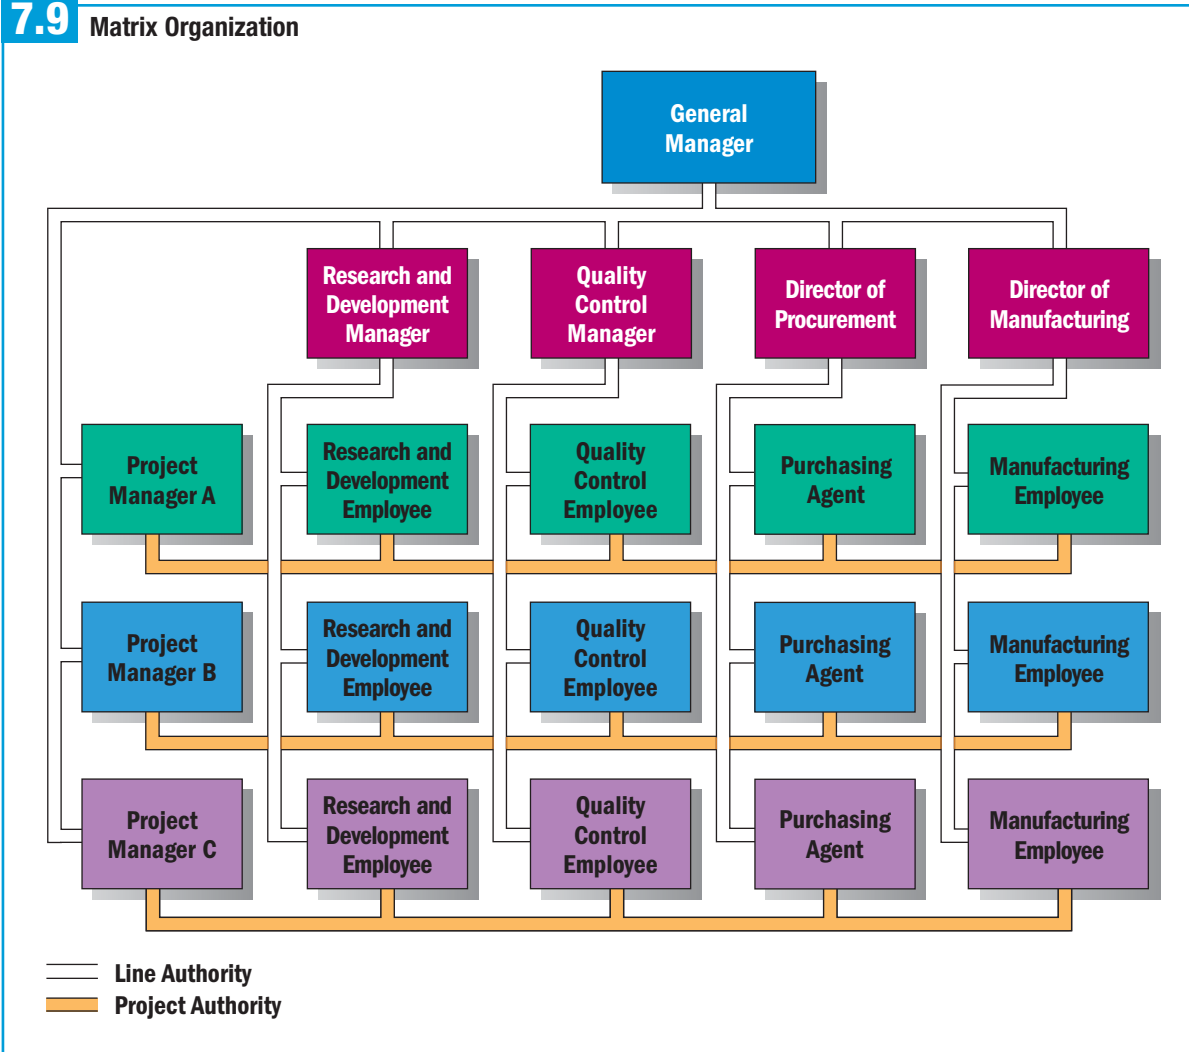 7.9
Matrix Organization
General
Manager
Research and
Development
Manager
Quality
Control
Manager
Director of
Procurement
Director of
Manufacturing
Project
Manager A
Research and
Development
Employee
Quality
Control
Employee
Purchasing
Agent
Manufacturing
Employee
Project
Manager B
Research and
Development
Employee
Quality
Control
Employee
Purchasing
Agent
Manufacturing
Employee
Project
Manager C
Research and
Development
Employee
Quality
Control
Employee
Purchasing
Agent
Manufacturing
Employee
Line Authority
Project Authority